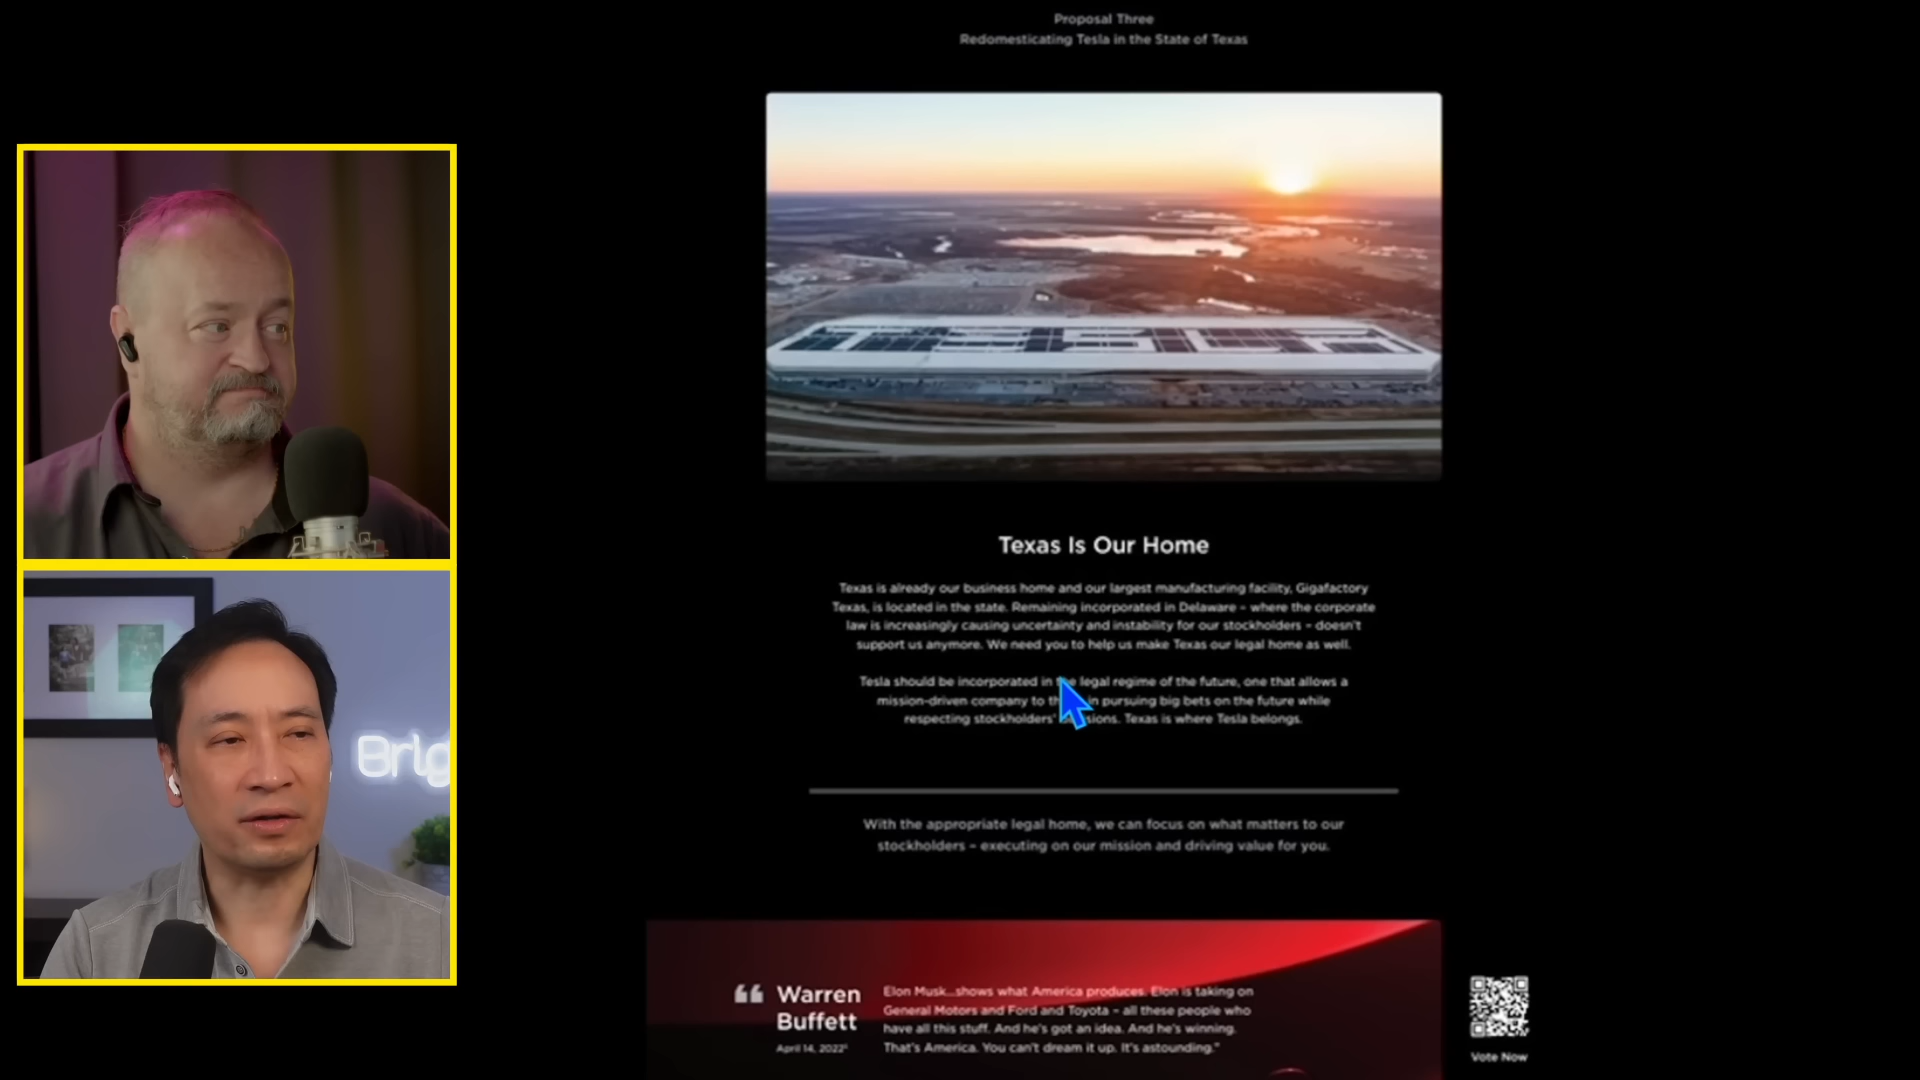 Proposal Three
Redomesticating Tesla in the State of Texas
TESLA
Texas Is Our Home
Texas is already our business home and our largest manufacturing facility, Gigafactory
Texas, is located in the state. Remaining incorporated in Delaware – where the corporate
law is increasingly causing uncertainty and instability for our stockholders – doesn't
support us anymore. We need you to help us make Texas our legal home as well.
Tesla should be incorporated in the legal regime of the future, one that allows a
mission-driven company to in pursuing big bets on the future while
respecting stockholders' Texas is where Tesla belongs.
With the appropriate legal home, we can focus on what matters to our
stockholders – executing on our mission and driving value for you.
Brig
“ Warren
Buffett
April 14, 2022
Elon Musk...shows what America produces. Elon is taking on
General Motors and Ford and Toyota – all these people who
have all this stuff. And he's got an idea. And he's winning.
That's America. You can't dream it up. It's astounding."
Vote Now